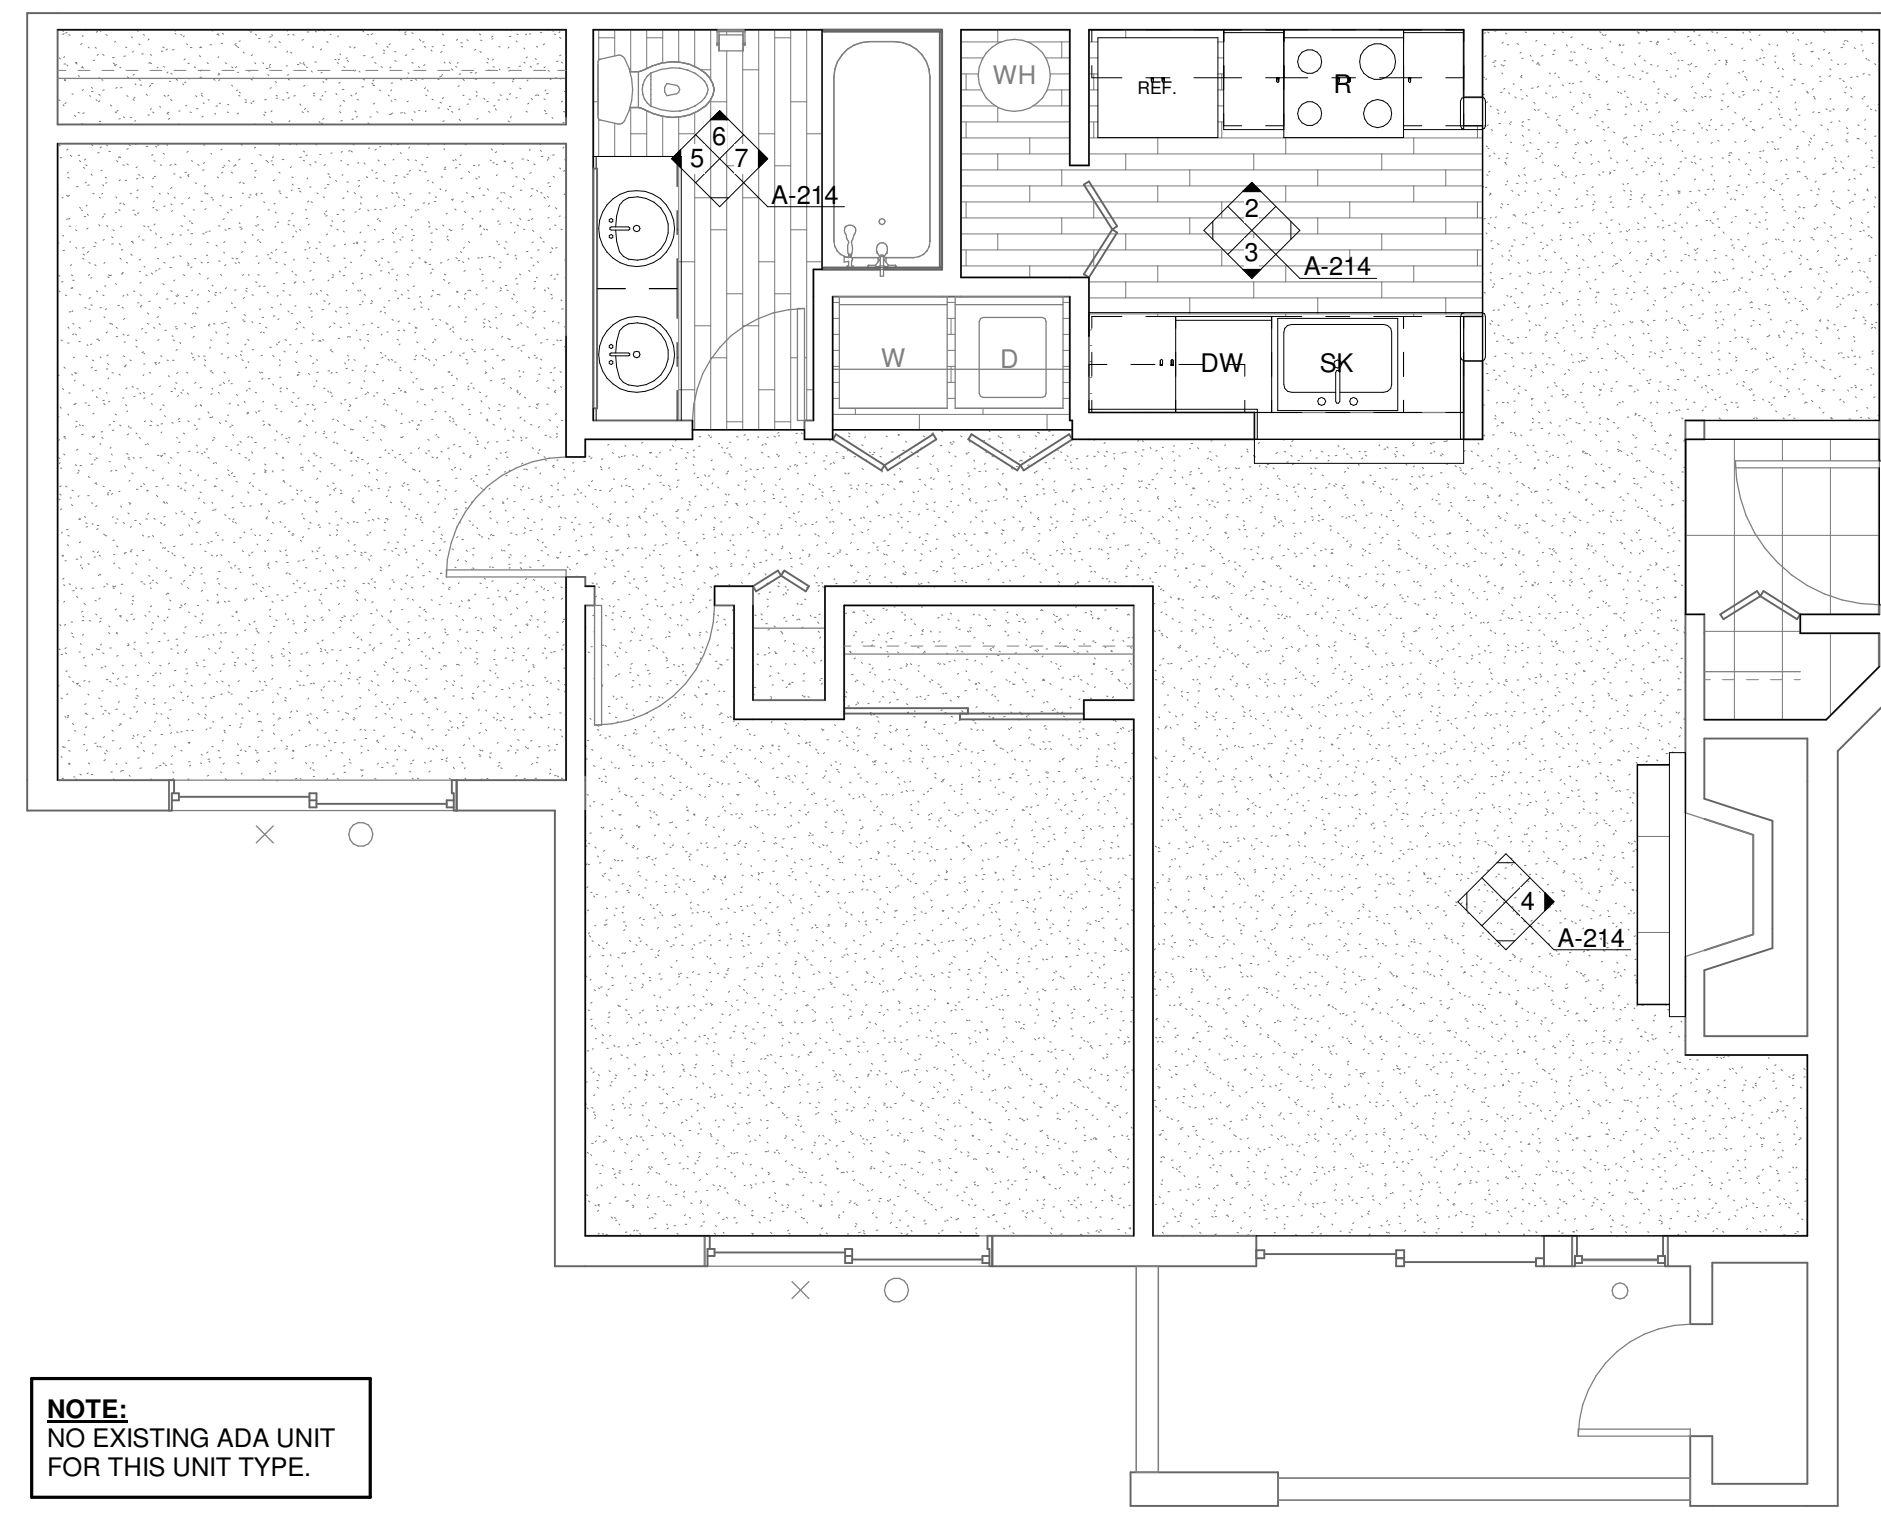 WH
REF.
R
6
5 7
A-214
2
3
A-214
W
D
DW
SK
4
A-214
NOTE:
NO EXISTING ADA UNIT
FOR THIS UNIT TYPE.